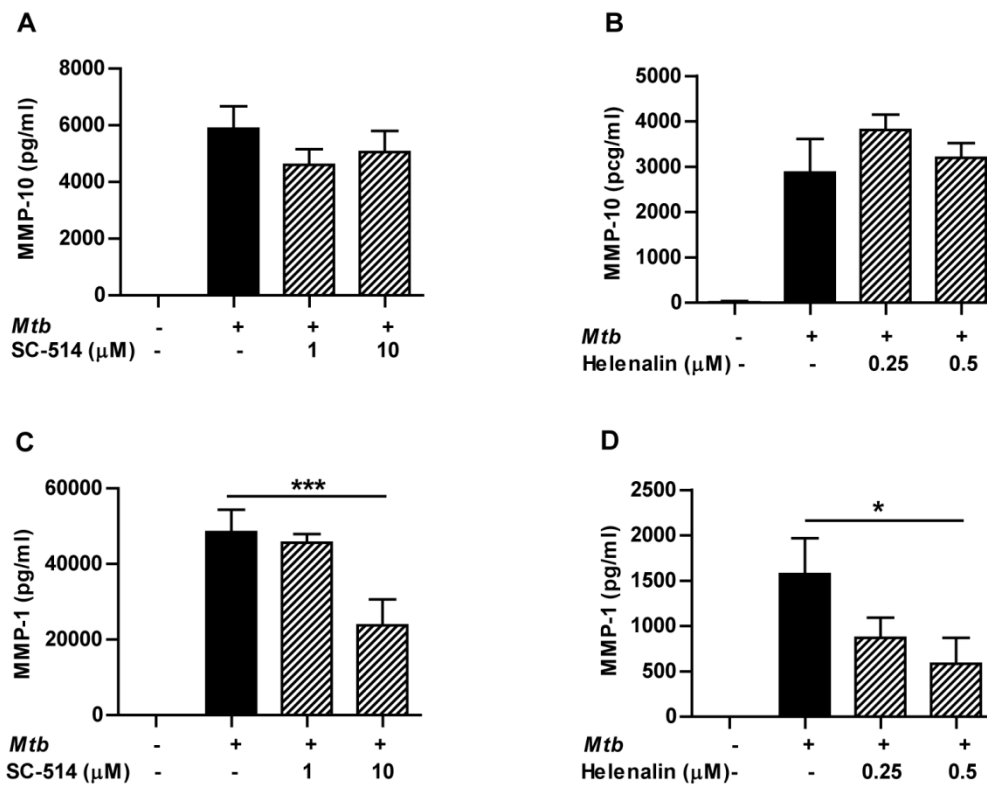 A
MMP-10 (pg/ml)
8000
6000
4000
2000
0
Mtb - + + +
SC-514 (μM) - - 1 10
B
MMP-10 (pcg/ml)
5000
4000
3000
2000
1000
0
Mtb - + + +
Helenalin (μM) - - 0.25 0.5
C
MMP-1 (pg/ml)
60000
40000
20000
0
***
Mtb - + + +
SC-514 (μM) - - 1 10
D
MMP-1 (pg/ml)
2500
2000
1500
1000
500
0
*
Mtb - + + +
Helenalin (μM)- - 0.25 0.5